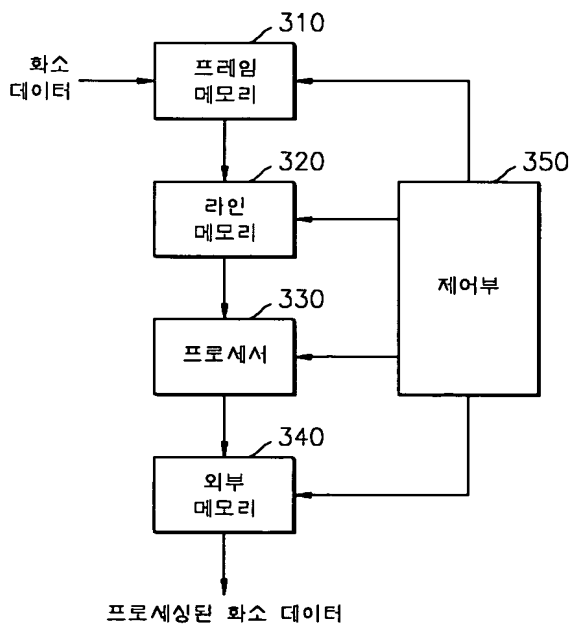 310
화소
데이터
프레임
메모리
320
350
라인
메모리
제어부
330
프로세서
340
외부
메모리
프로세싱된 화소 데이터